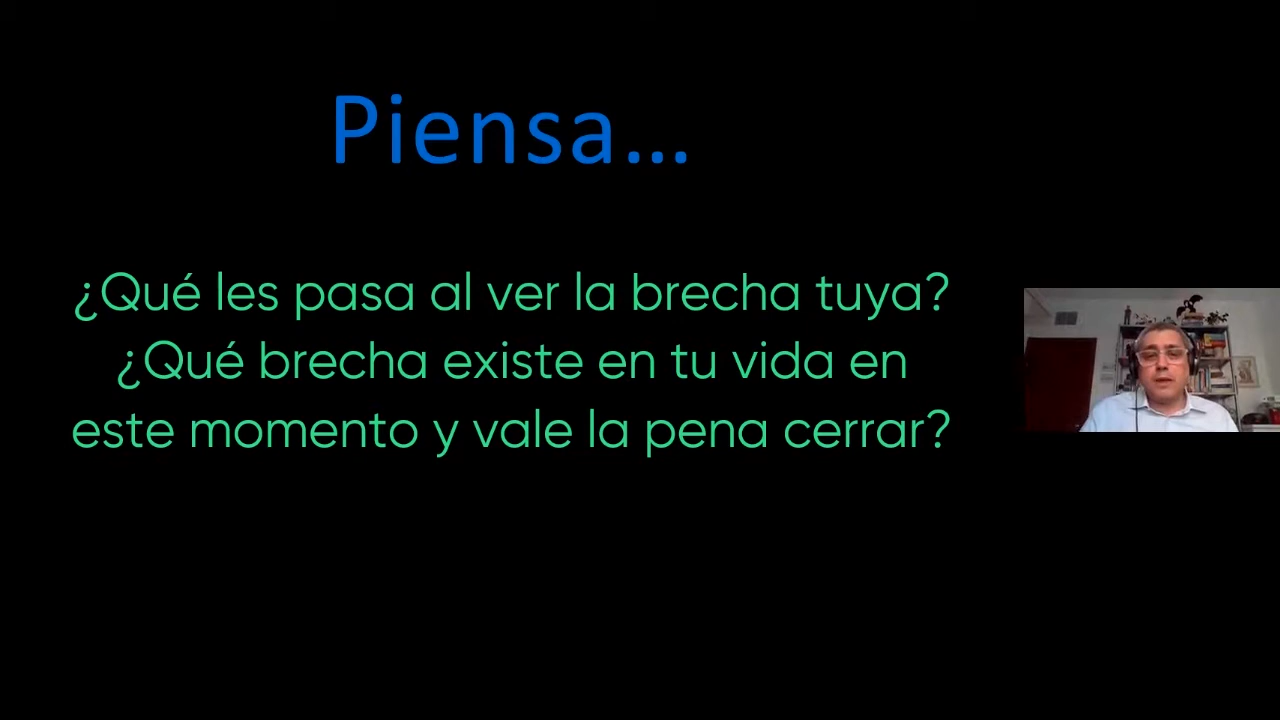 Piensa...
¿Qué les pasa al ver la brecha tuya?
¿Qué brecha existe en tu vida en
este momento y vale la pena cerrar?